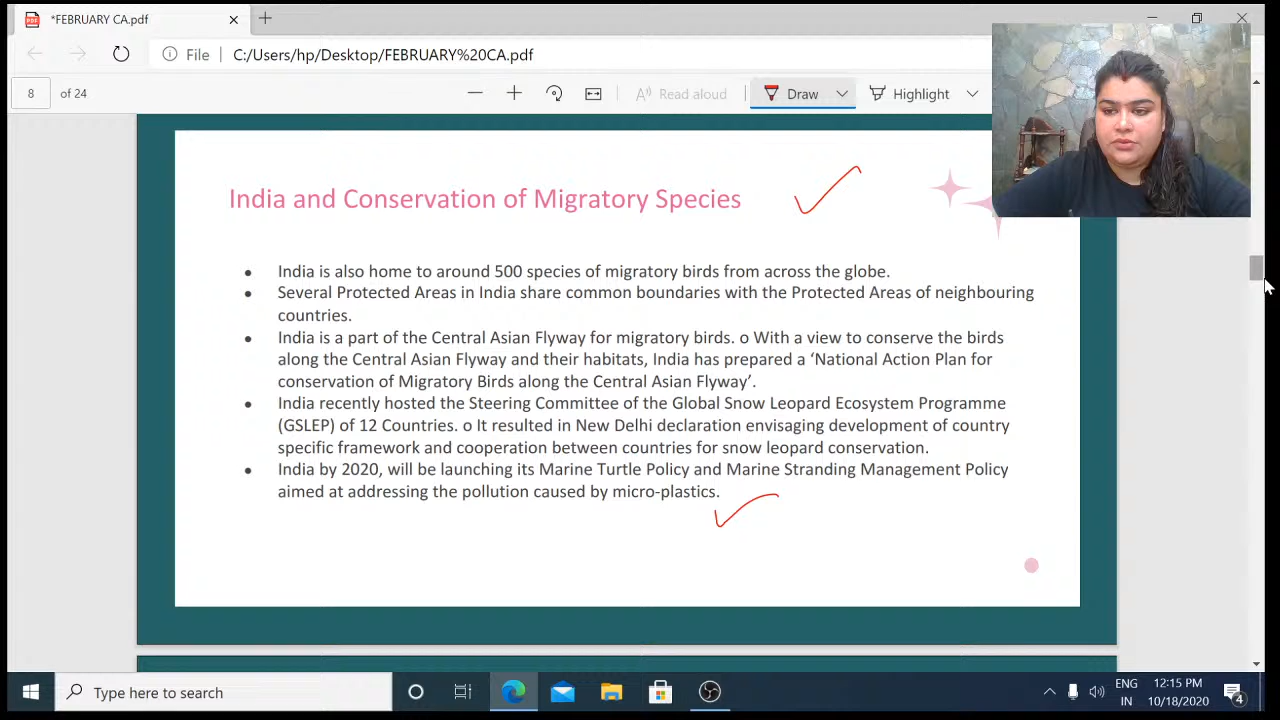 *FEBRUARY CA.pdf
File C:/Users/hp/Desktop/FEBRUARY%20CA.pdf
8 of 24 Read aloud Draw Highlight
India and Conservation of Migratory Species
● India is also home to around 500 species of migratory birds from across the globe.
● Several Protected Areas in India share common boundaries with the Protected Areas of neighbouring
countries.
● India is a part of the Central Asian Flyway for migratory birds. o With a view to conserve the birds
along the Central Asian Flyway and their habitats, India has prepared a ‘National Action Plan for
conservation of Migratory Birds along the Central Asian Flyway’.
● India recently hosted the Steering Committee of the Global Snow Leopard Ecosystem Programme
(GSLEP) of 12 Countries. o It resulted in New Delhi declaration envisaging development of country
specific framework and cooperation between countries for snow leopard conservation.
● India by 2020, will be launching its Marine Turtle Policy and Marine Stranding Management Policy
aimed at addressing the pollution caused by micro-plastics.
Type here to search
ENG 12:15 PM
IN 10/18/2020 4